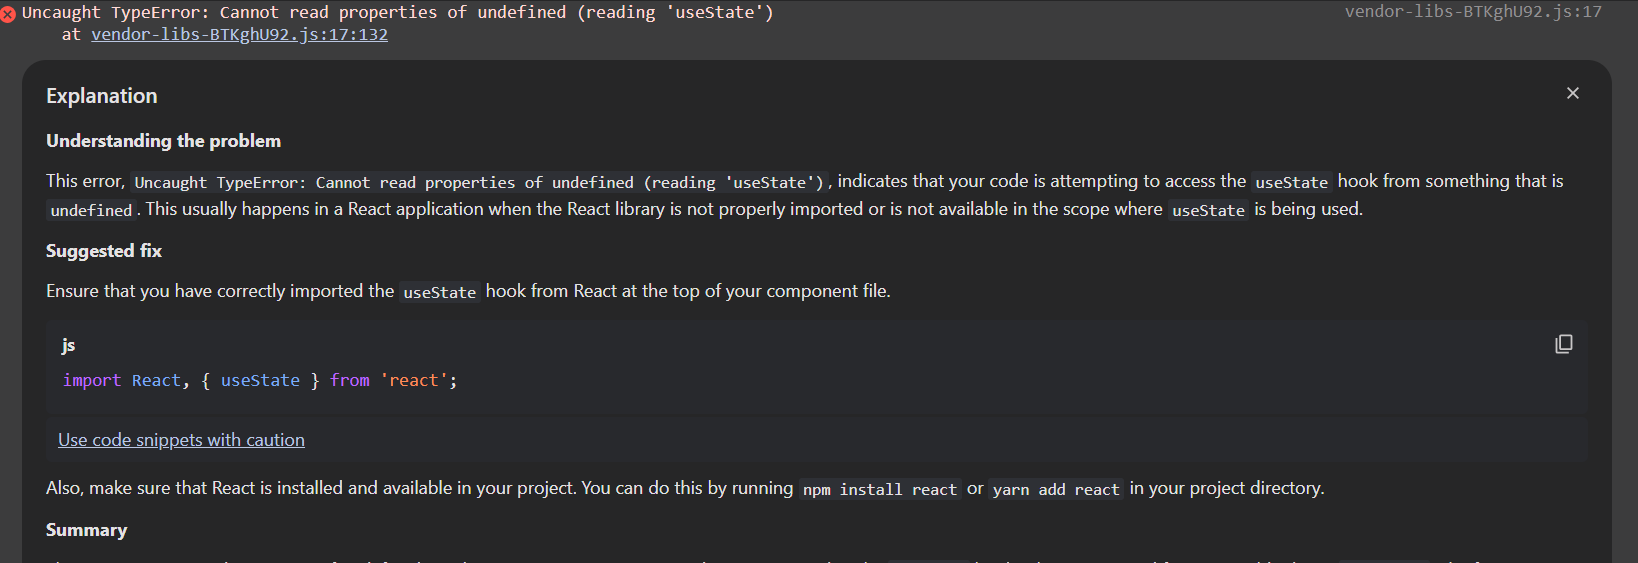 Uncaught TypeError: Cannot read properties of undefined (reading 'useState') vendor-libs-BTKghU92.js:17
at vendor-libs-BTKghU92.js:17:132
Explanation
Understanding the problem
This error, Uncaught TypeError: Cannot read properties of undefined (reading 'useState'), indicates that your code is attempting to access the useState hook from something that is
undefined. This usually happens in a React application when the React library is not properly imported or is not available in the scope where useState is being used.
Suggested fix
Ensure that you have correctly imported the useState hook from React at the top of your component file.
js
import React, { useState } from 'react';
Use code snippets with caution
Also, make sure that React is installed and available in your project. You can do this by running npm install react or yarn add react in your project directory.
Summary